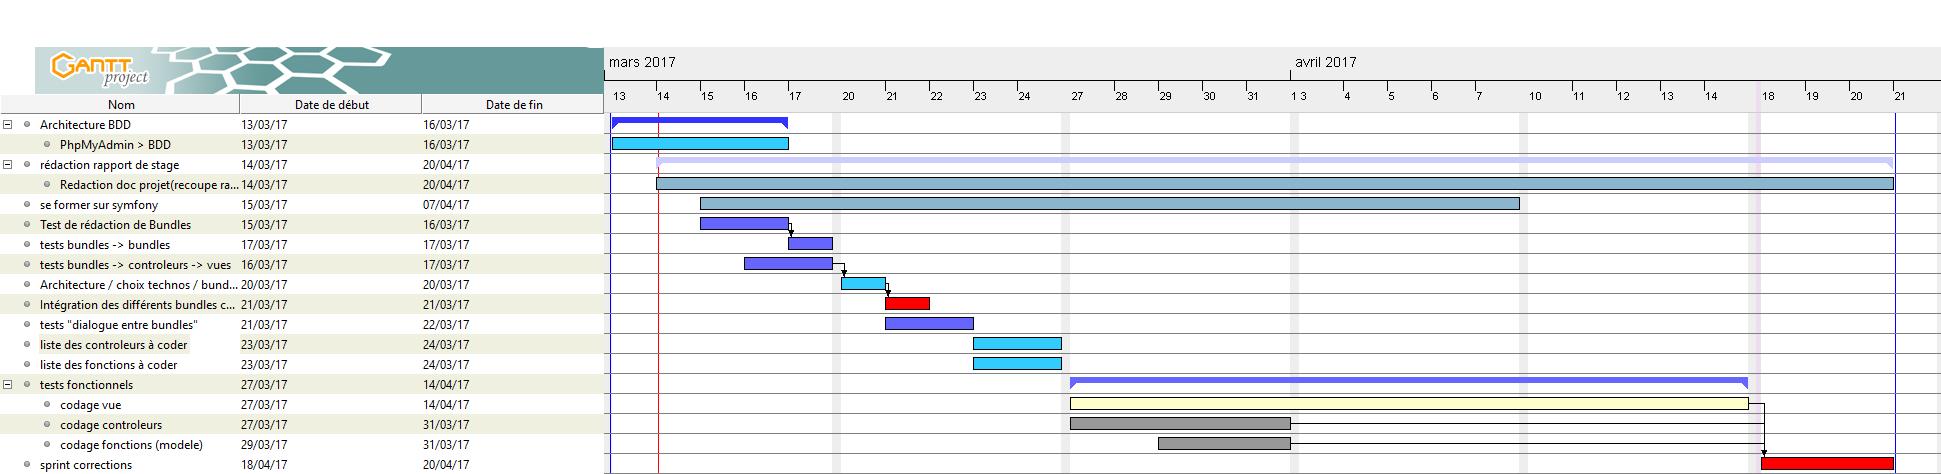 GANTT
project
mars 2017
avril 2017
13 14 15 16 17 20 21 22 23 24 27 28 29 30 31 1 3 4 5 6 7 10 11 12 13 14 18 19 20 21
Nom Date de début Date de fin
Architecture BDD 13/03/17 16/03/17
PhpMyAdmin > BDD 13/03/17 16/03/17
rédaction rapport de stage 14/03/17 20/04/17
Redaction doc projet(recoupe ra... 14/03/17 20/04/17
se former sur symfony 15/03/17 07/04/17
Test de rédaction de Bundles 15/03/17 16/03/17
tests bundles -> bundles 17/03/17 17/03/17
tests bundles -> controleurs -> vues 16/03/17 17/03/17
Architecture / choix technos / bund... 20/03/17 20/03/17
Intégration des différents bundles c... 21/03/17 21/03/17
tests "dialogue entre bundles" 21/03/17 22/03/17
liste des controleurs à coder 23/03/17 24/03/17
liste des fonctions à coder 23/03/17 24/03/17
tests fonctionnels 27/03/17 14/04/17
codage vue 27/03/17 14/04/17
codage controleurs 27/03/17 31/03/17
codage fonctions (modele) 29/03/17 31/03/17
sprint corrections 18/04/17 20/04/17